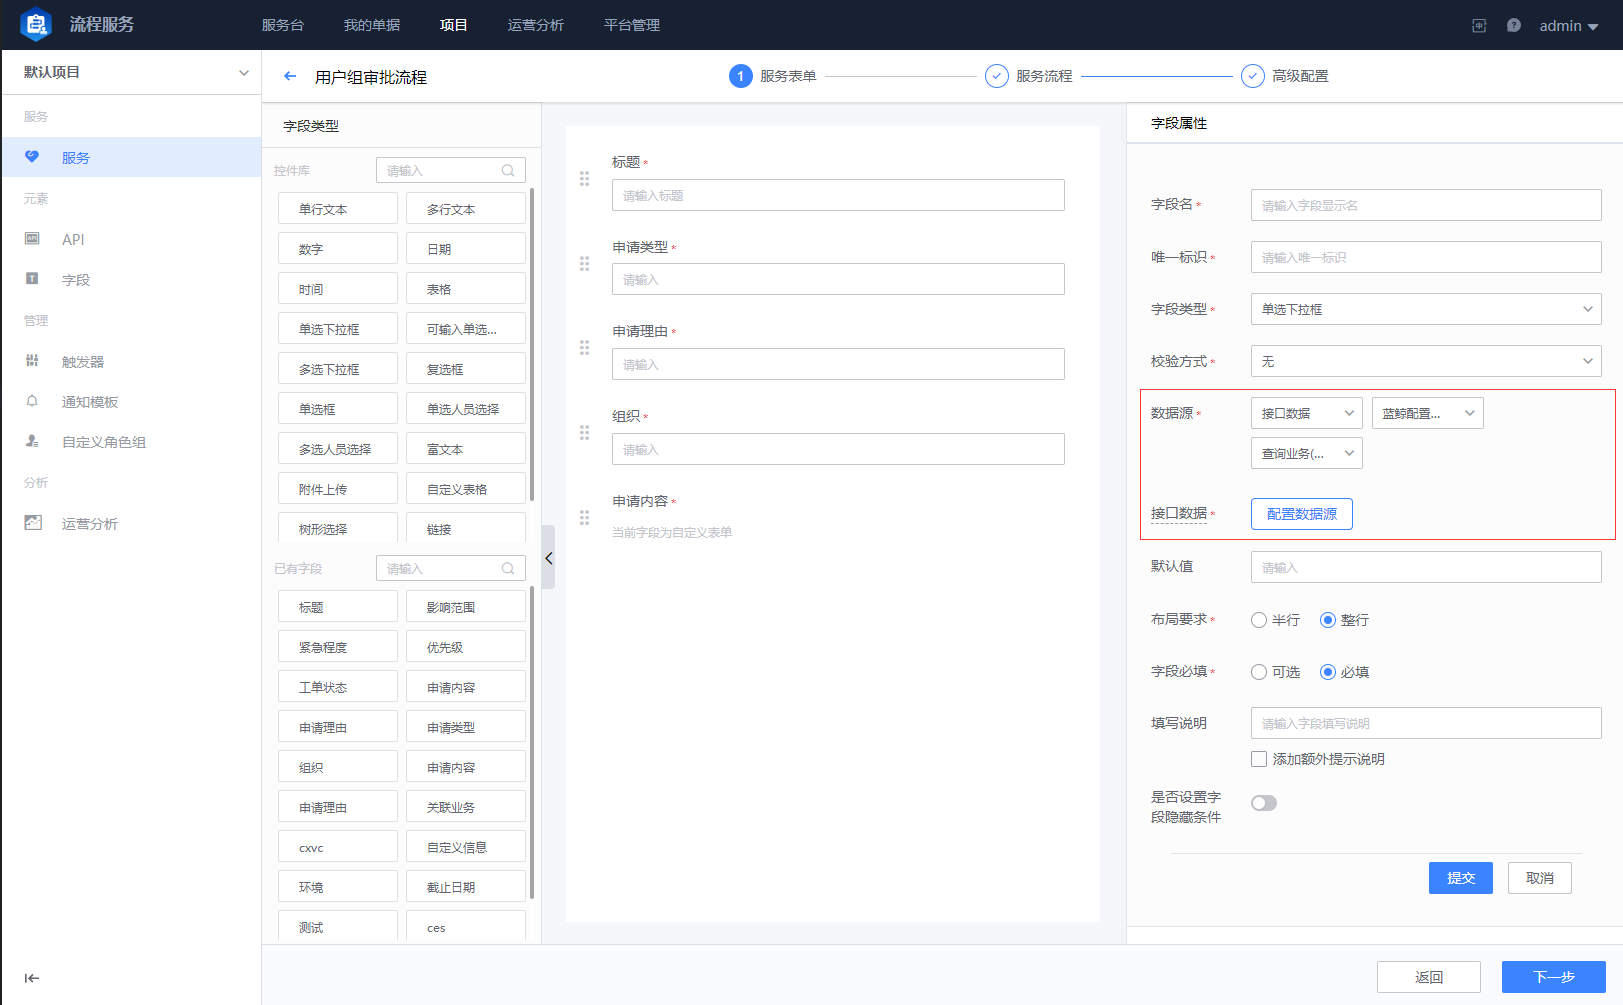 流程服务
服务台 我的单据 项目 运营分析 平台管理
admin
默认项目
用户组审批流程
1 服务表单 服务流程 高级配置
服务
服务
元素
API
字段
管理
触发器
通知模板
自定义角色组
分析
运营分析
字段类型
控件库 请输入
单行文本 多行文本
数字 日期
时间 表格
单选下拉框 可输入单选...
多选下拉框 复选框
单选框 单选人员选择
多选人员选择 富文本
附件上传 自定义表格
树形选择 链接
已有字段 请输入
标题 影响范围
紧急程度 优先级
工单状态 申请内容
申请理由 申请类型
组织 申请内容
申请理由 关联业务
cxvc 自定义信息
环境 截止日期
测试 ces
标题 *
请输入标题
申请类型 *
请输入
申请理由 *
请输入
组织 *
请输入
申请内容 *
当前字段为自定义表单
字段属性
字段名 * 请输入字段显示名
唯一标识 * 请输入唯一标识
字段类型 * 单选下拉框
校验方式 * 无
数据源 * 接口数据 蓝鲸配置...
查询业务(...
接口数据 * 配置数据源
默认值 请输入
布局要求 * 半行 整行
字段必填 * 可选 必填
填写说明 请输入字段填写说明
添加额外提示说明
是否设置字
段隐藏条件
提交 取消
返回 下一步